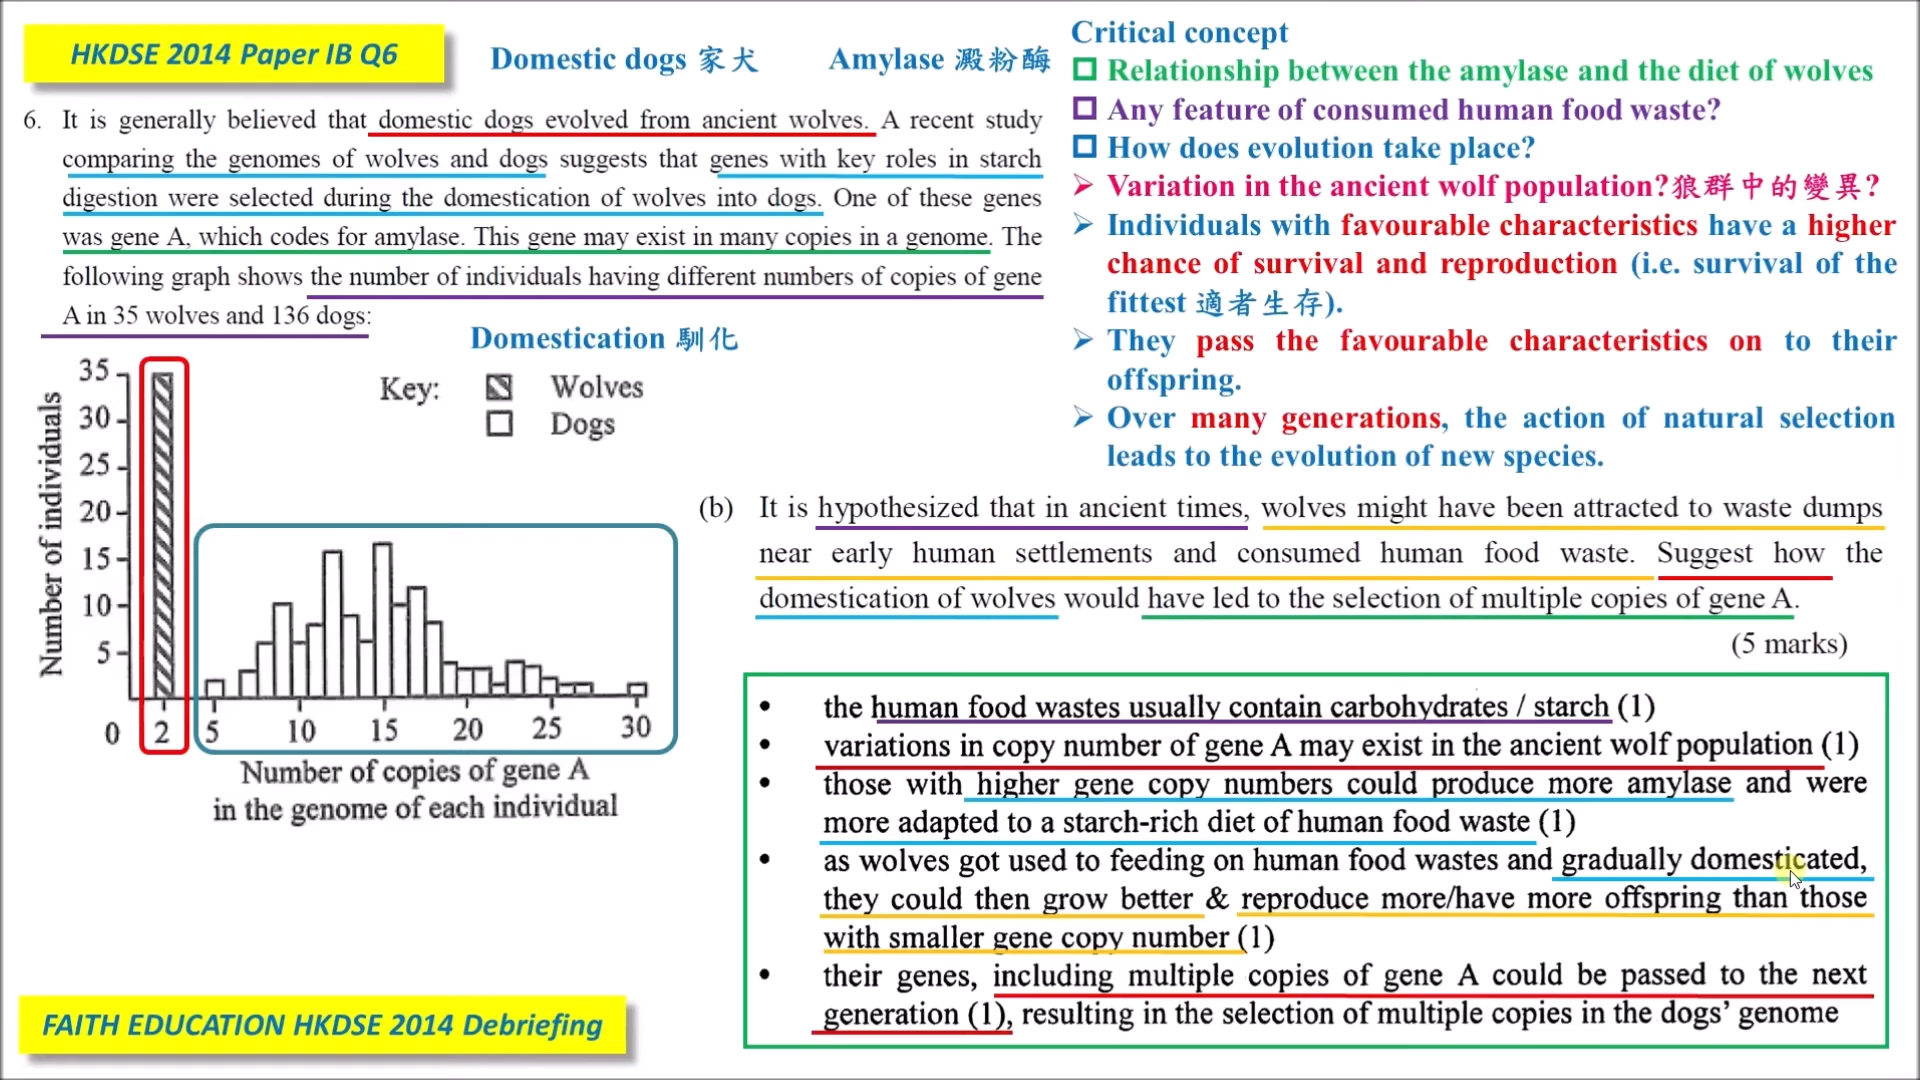 HKDSE 2014 Paper IB Q6
Domestic dogs 家犬
Amylase 澱粉酶
6. It is generally believed that domestic dogs evolved from ancient wolves. A recent study
comparing the genomes of wolves and dogs suggests that genes with key roles in starch
digestion were selected during the domestication of wolves into dogs. One of these genes
was gene A, which codes for amylase. This gene may exist in many copies in a genome. The
following graph shows the number of individuals having different numbers of copies of gene
A in 35 wolves and 136 dogs:
Domestication 馴化
Key:
Wolves
Dogs
Number of individuals
35
30
25
20
15
10
5
0 2 5 10 15 20 25 30
Number of copies of gene A
in the genome of each individual
FAITH EDUCATION HKDSE 2014 Debriefing
Critical concept
Relationship between the amylase and the diet of wolves
Any feature of consumed human food waste?
How does evolution take place?
Variation in the ancient wolf population?狼群中的變異?
Individuals with favourable characteristics have a higher
chance of survival and reproduction (i.e. survival of the
fittest 適者生存).
They pass the favourable characteristics on to their
offspring.
Over many generations, the action of natural selection
leads to the evolution of new species.
(b) It is hypothesized that in ancient times, wolves might have been attracted to waste dumps
near early human settlements and consumed human food waste. Suggest how the
domestication of wolves would have led to the selection of multiple copies of gene A.
(5 marks)
• the human food wastes usually contain carbohydrates / starch (1)
• variations in copy number of gene A may exist in the ancient wolf population (1)
• those with higher gene copy numbers could produce more amylase and were
more adapted to a starch-rich diet of human food waste (1)
• as wolves got used to feeding on human food wastes and gradually domesticated,
they could then grow better & reproduce more/have more offspring than those
with smaller gene copy number (1)
• their genes, including multiple copies of gene A could be passed to the next
generation (1), resulting in the selection of multiple copies in the dogs' genome